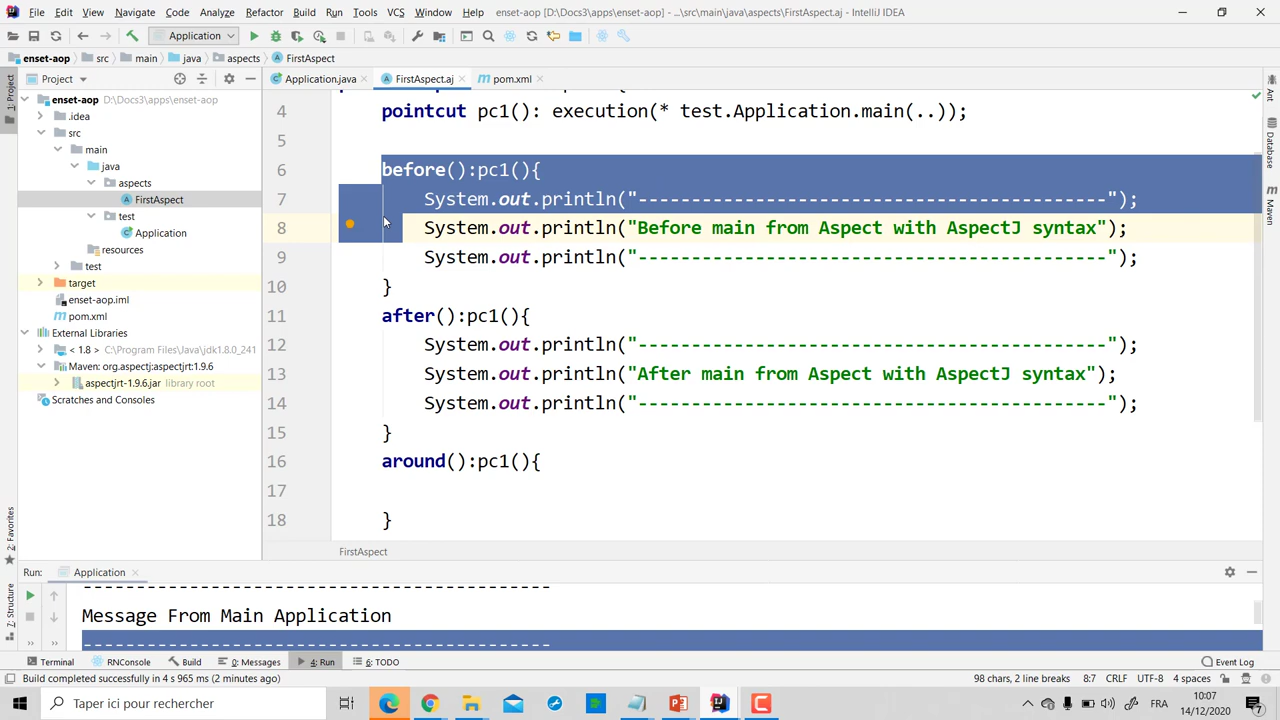 File Edit View Navigate Code Analyze Refactor Build Run Tools VCS Window Help enset-aop [D:\Docs3\apps\enset-aop] - ...\src\main\java\aspects\FirstAspect.aj - IntelliJ IDEA
Application
enset-aop src main java aspects FirstAspect
Project
Application.java FirstAspect.aj pom.xml
1: Project
enset-aop D:\Docs3\apps\enset-aop
.idea
src
main
java
aspects
FirstAspect
test
Application
resources
test
target
enset-aop.iml
pom.xml
External Libraries
< 1.8 > C:\Program Files\Java\jdk1.8.0_241
Maven: org.aspectj:aspectjrt:1.9.6
aspectjrt-1.9.6.jar library root
Scratches and Consoles
4 pointcut pc1(): execution(* test.Application.main(..));
5
6 before():pc1(){
7 System.out.println("--------------------------------------------");
8 System.out.println("Before main from Aspect with AspectJ syntax");
9 System.out.println("--------------------------------------------");
10 }
11 after():pc1(){
12 System.out.println("--------------------------------------------");
13 System.out.println("After main from Aspect with AspectJ syntax");
14 System.out.println("--------------------------------------------");
15 }
16 around():pc1(){
17
18 }
FirstAspect
Ant
Database
Maven
2: Favorites
7: Structure
Run: Application
--------------------------------------------
Message From Main Application
--------------------------------------------
Terminal RNConsole Build 0: Messages 4: Run 6: TODO Event Log
Build completed successfully in 4 s 965 ms (2 minutes ago) 98 chars, 2 line breaks 8:7 CRLF UTF-8 4 spaces
Taper ici pour rechercher
FRA
10:07
14/12/2020
7